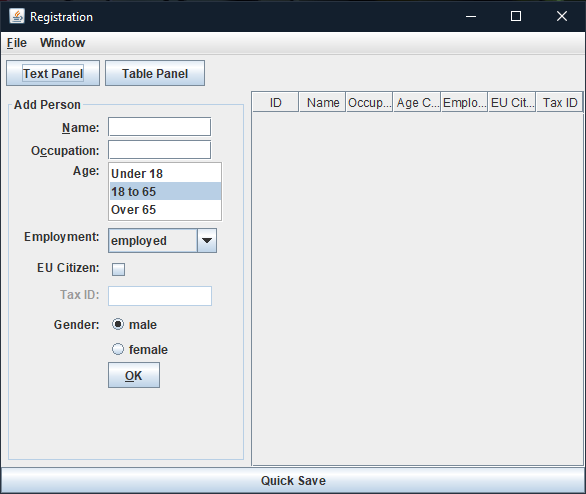 Registration
File Window
Text Panel Table Panel
Add Person
Name:
Occupation:
Age:
Under 18
18 to 65
Over 65
Employment: employed
EU Citizen:
Tax ID:
Gender: male
female
OK
ID Name Occup... Age C... Emplo... EU Cit... Tax ID
Quick Save